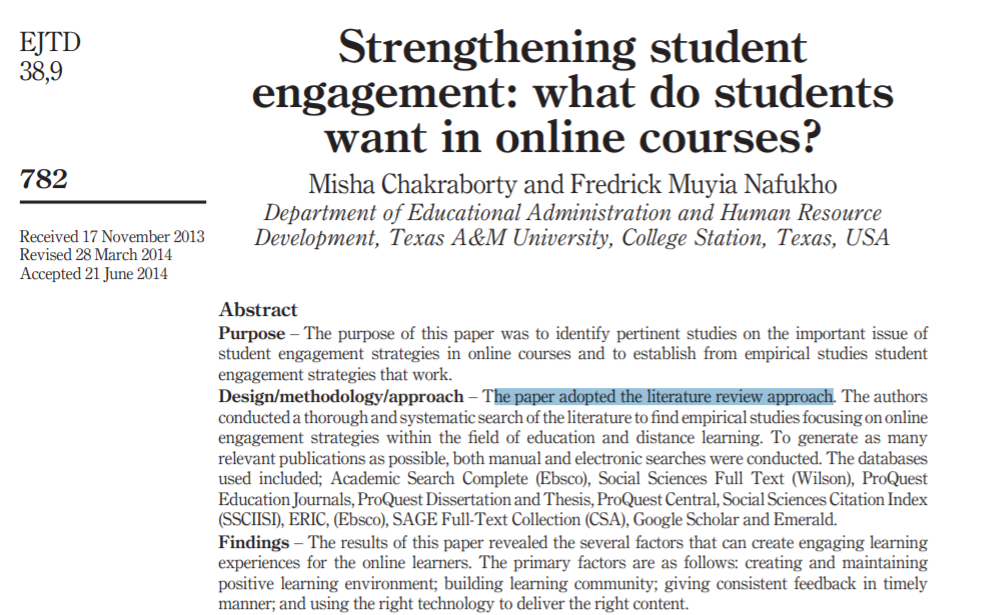 EJTD
38,9
782
Received 17 November 2013
Revised 28 March 2014
Accepted 21 June 2014
Strengthening student
engagement: what do students
want in online courses?
Misha Chakraborty and Fredrick Muyia Nafukho
Department of Educational Administration and Human Resource
Development, Texas A&M University, College Station, Texas, USA
Abstract
Purpose – The purpose of this paper was to identify pertinent studies on the important issue of
student engagement strategies in online courses and to establish from empirical studies student
engagement strategies that work.
Design/methodology/approach – The paper adopted the literature review approach. The authors
conducted a thorough and systematic search of the literature to find empirical studies focusing on online
engagement strategies within the field of education and distance learning. To generate as many
relevant publications as possible, both manual and electronic searches were conducted. The databases
used included; Academic Search Complete (Ebsco), Social Sciences Full Text (Wilson), ProQuest
Education Journals, ProQuest Dissertation and Thesis, ProQuest Central, Social Sciences Citation Index
(SSCIISI), ERIC, (Ebsco), SAGE Full-Text Collection (CSA), Google Scholar and Emerald.
Findings – The results of this paper revealed the several factors that can create engaging learning
experiences for the online learners. The primary factors are as follows: creating and maintaining
positive learning environment; building learning community; giving consistent feedback in timely
manner; and using the right technology to deliver the right content.